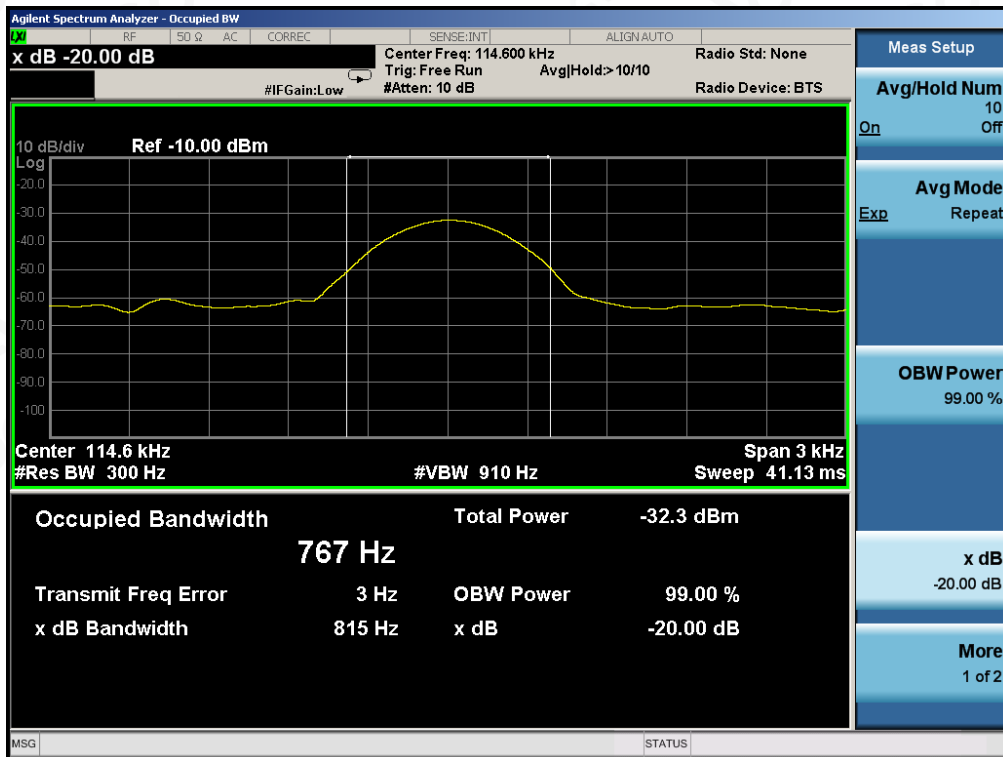 Agilent Spectrum Analyzer - Occupied BW
LXI RF 50 Ω AC CORREC SENSE:INT ALIGNAUTO
x dB -20.00 dB
Center Freq: 114.600 kHz Radio Std: None
Trig: Free Run Avg|Hold:>10/10
#IFGain:Low #Atten: 10 dB Radio Device: BTS
10 dB/div Ref -10.00 dBm
Log
-20.0
-30.0
-40.0
-50.0
-60.0
-70.0
-80.0
-90.0
-100
Center 114.6 kHz Span 3 kHz
#Res BW 300 Hz #VBW 910 Hz Sweep 41.13 ms
Occupied Bandwidth Total Power -32.3 dBm
767 Hz
Transmit Freq Error 3 Hz OBW Power 99.00 %
x dB Bandwidth 815 Hz x dB -20.00 dB
MSG STATUS
Meas Setup
Avg/Hold Num
10
On Off
Avg Mode
Exp Repeat
OBW Power
99.00 %
x dB
-20.00 dB
More
1 of 2